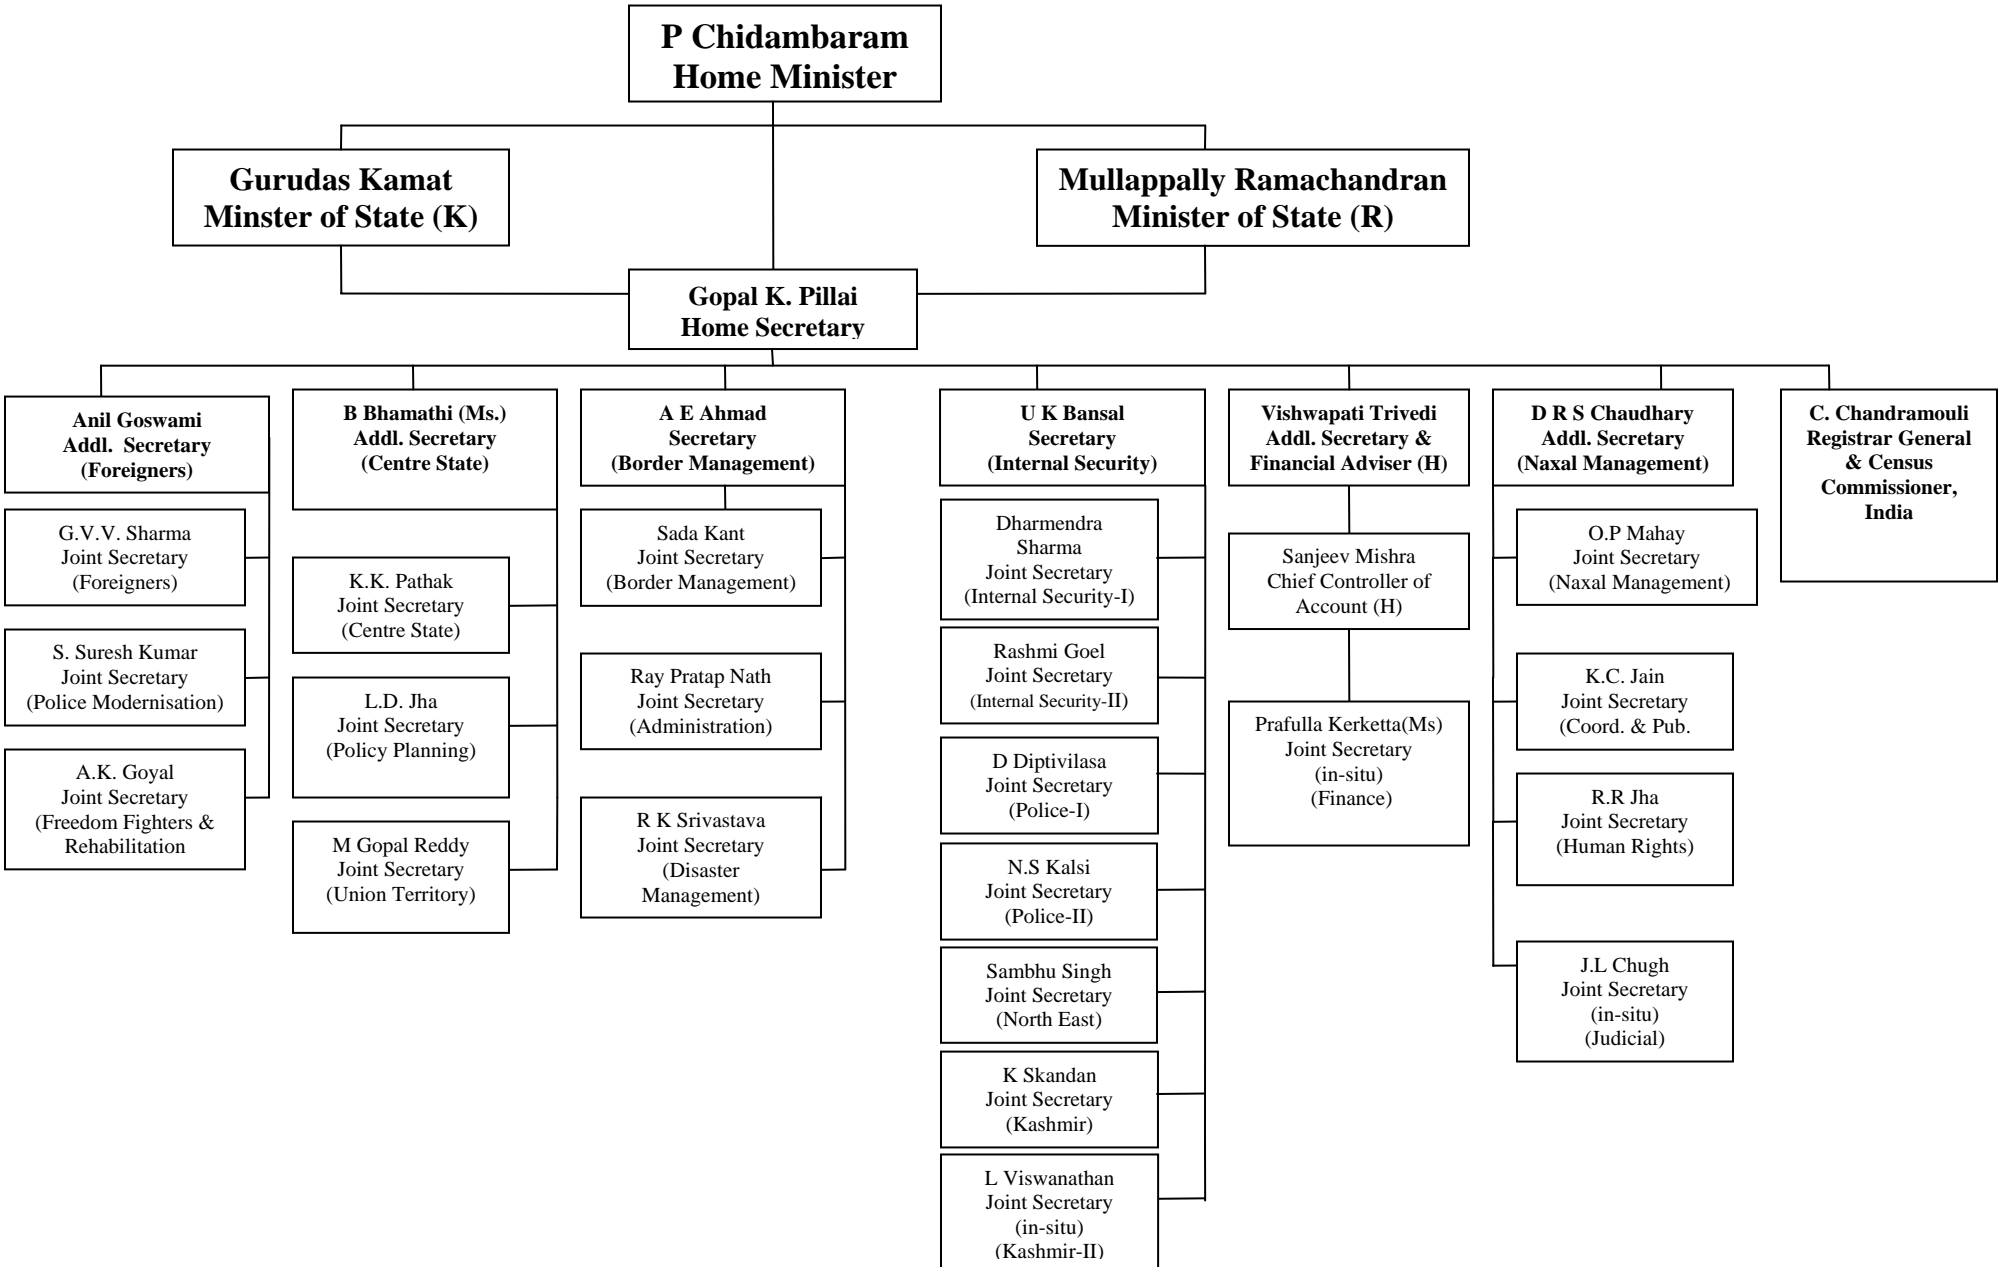 P Chidambaram
Home Minister
Gurudas Kamat
Minster of State (K)
Mullappally Ramachandran
Minister of State (R)
Gopal K. Pillai
Home Secretary
Anil Goswami
Addl. Secretary
(Foreigners)
B Bhamathi (Ms.)
Addl. Secretary
(Centre State)
A E Ahmad
Secretary
(Border Management)
U K Bansal
Secretary
(Internal Security)
Vishwapati Trivedi
Addl. Secretary &
Financial Adviser (H)
D R S Chaudhary
Addl. Secretary
(Naxal Management)
C. Chandramouli
Registrar General
& Census
Commissioner,
India
G.V.V. Sharma
Joint Secretary
(Foreigners)
S. Suresh Kumar
Joint Secretary
(Police Modernisation)
A.K. Goyal
Joint Secretary
(Freedom Fighters &
Rehabilitation
K.K. Pathak
Joint Secretary
(Centre State)
L.D. Jha
Joint Secretary
(Policy Planning)
M Gopal Reddy
Joint Secretary
(Union Territory)
Sada Kant
Joint Secretary
(Border Management)
Ray Pratap Nath
Joint Secretary
(Administration)
R K Srivastava
Joint Secretary
(Disaster
Management)
Dharmendra
Sharma
Joint Secretary
(Internal Security-I)
Rashmi Goel
Joint Secretary
(Internal Security-II)
D Diptivilasa
Joint Secretary
(Police-I)
N.S Kalsi
Joint Secretary
(Police-II)
Sambhu Singh
Joint Secretary
(North East)
K Skandan
Joint Secretary
(Kashmir)
L Viswanathan
Joint Secretary
(in-situ)
(Kashmir-II)
Sanjeev Mishra
Chief Controller of
Account (H)
Prafulla Kerketta(Ms)
Joint Secretary
(in-situ)
(Finance)
O.P Mahay
Joint Secretary
(Naxal Management)
K.C. Jain
Joint Secretary
(Coord. & Pub.
R.R Jha
Joint Secretary
(Human Rights)
J.L Chugh
Joint Secretary
(in-situ)
(Judicial)